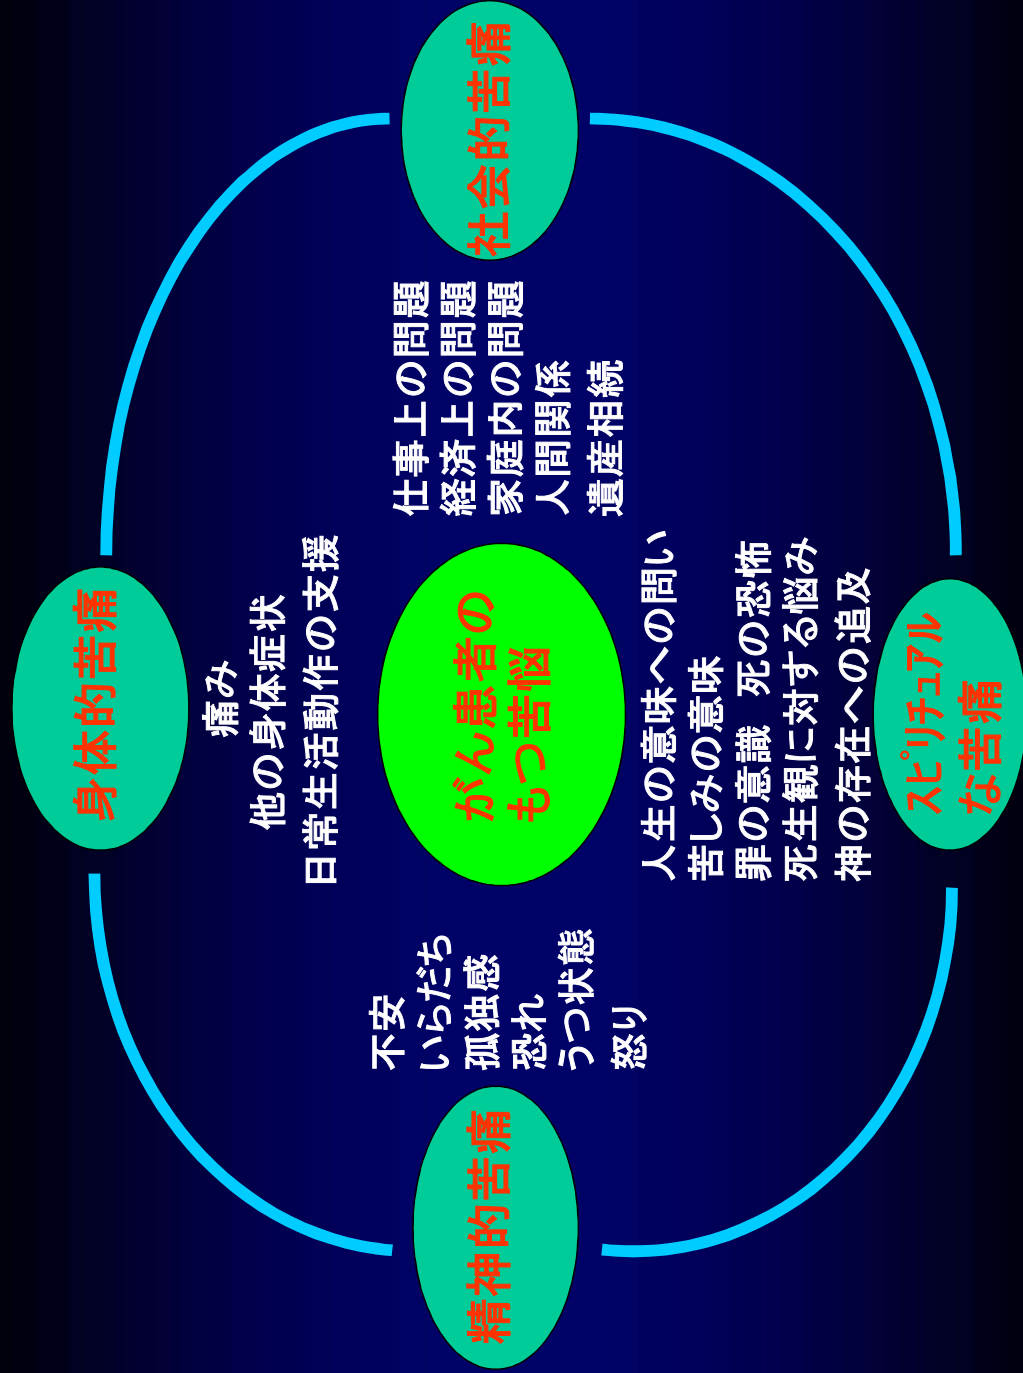 身体的苦痛
痛み
他の身体症状
日常生活動作の支援
精神的苦痛
不安
いらだち
孤独感
恐れ
うつ状態
怒り
がん患者の
もつ苦悩
社会的苦痛
仕事上の問題
経済上の問題
家庭内の問題
人間関係
遺産相続
人生の意味への問い
苦しみの意味
罪の意識　死の恐怖
死生観に対する悩み
神の存在への追及
スピリチュアル
な苦痛